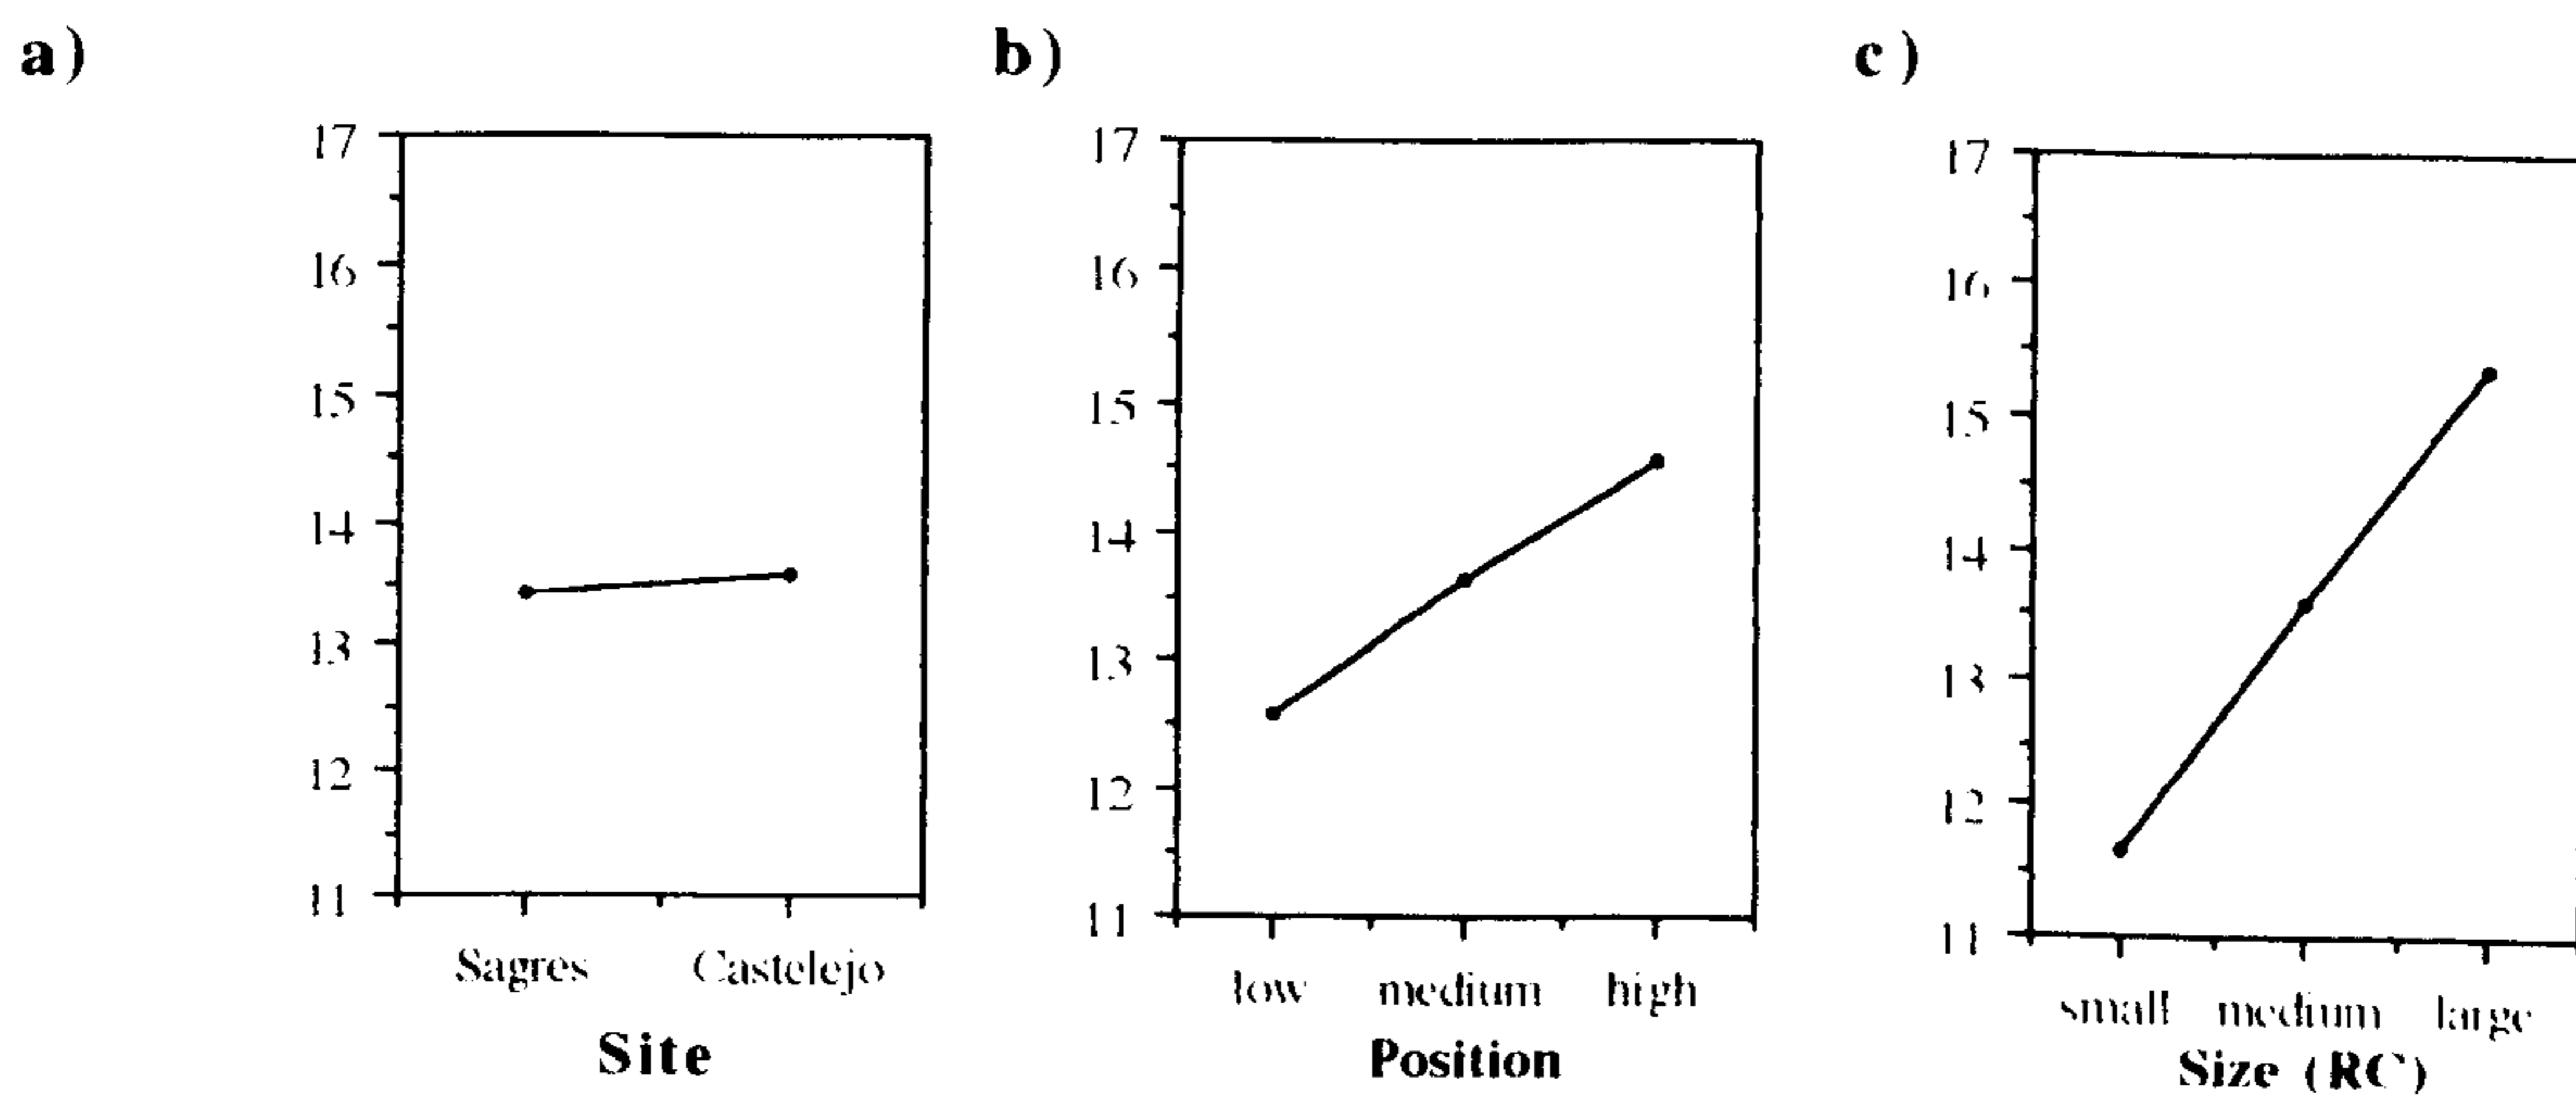 a)
17
16
15
14
13
12
11
Sagres Castelejo
Site
b)
17
16
15
14
13
12
11
low medium high
Position
c)
17
16
15
14
13
12
11
small medium large
Size (RC)